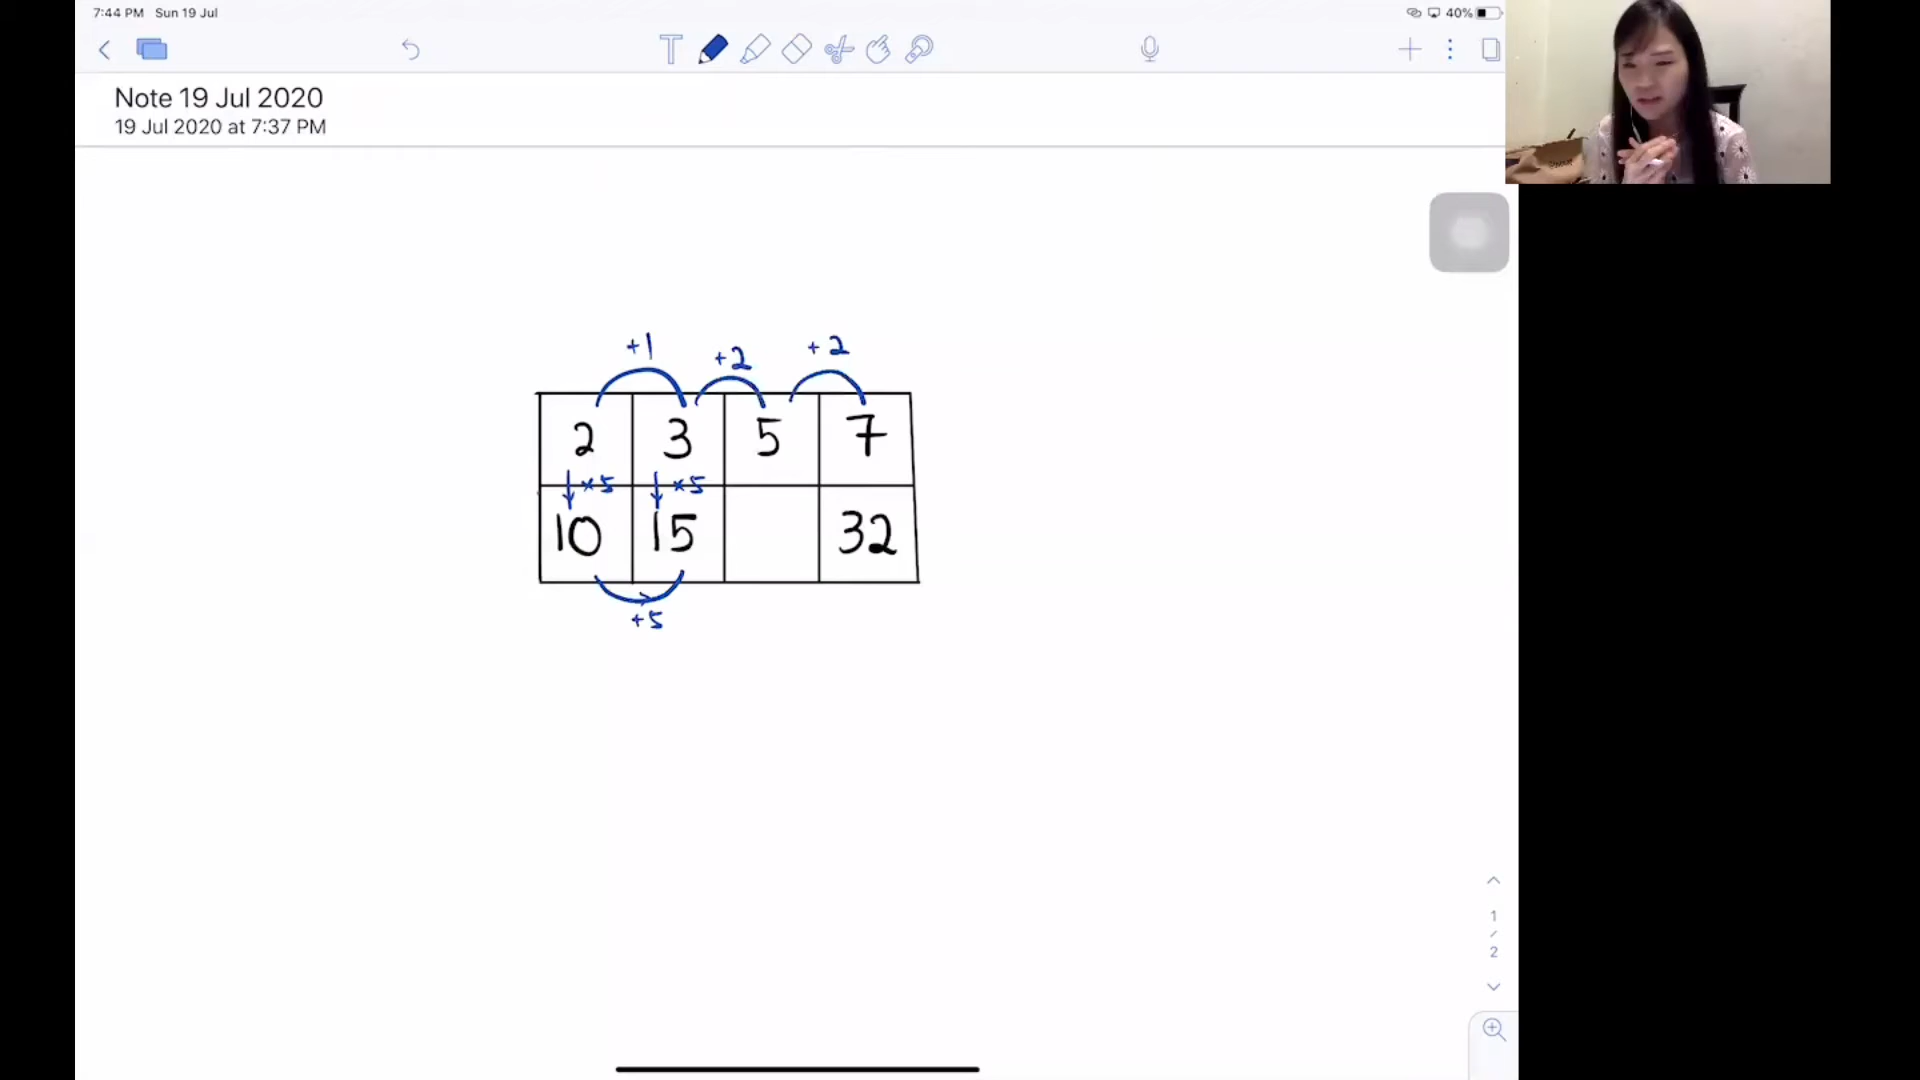 7:44 PM Sun 19 Jul
40%
T
Note 19 Jul 2020
19 Jul 2020 at 7:37 PM
+1 +2 +2
2 3 5 7
×5 ×5
10 15 32
+5
1
/
2